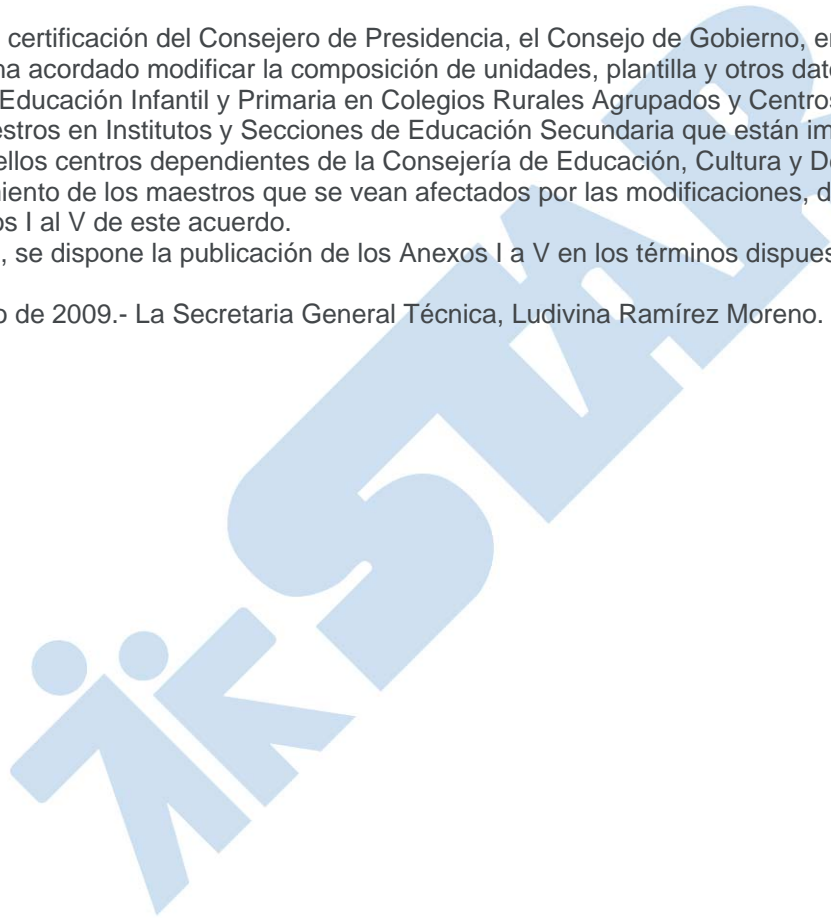 certificación del Consejero de Presidencia, el Consejo de Gobierno, en
ha acordado modificar la composición de unidades, plantilla y otros dato
Educación Infantil y Primaria en Colegios Rurales Agrupados y Centros
estros en Institutos y Secciones de Educación Secundaria que están im
ellos centros dependientes de la Consejería de Educación, Cultura y De
iento de los maestros que se vean afectados por las modificaciones, d
os I al V de este acuerdo.
, se dispone la publicación de los Anexos I a V en los términos dispues
o de 2009.- La Secretaria General Técnica, Ludivina Ramírez Moreno.
STAR